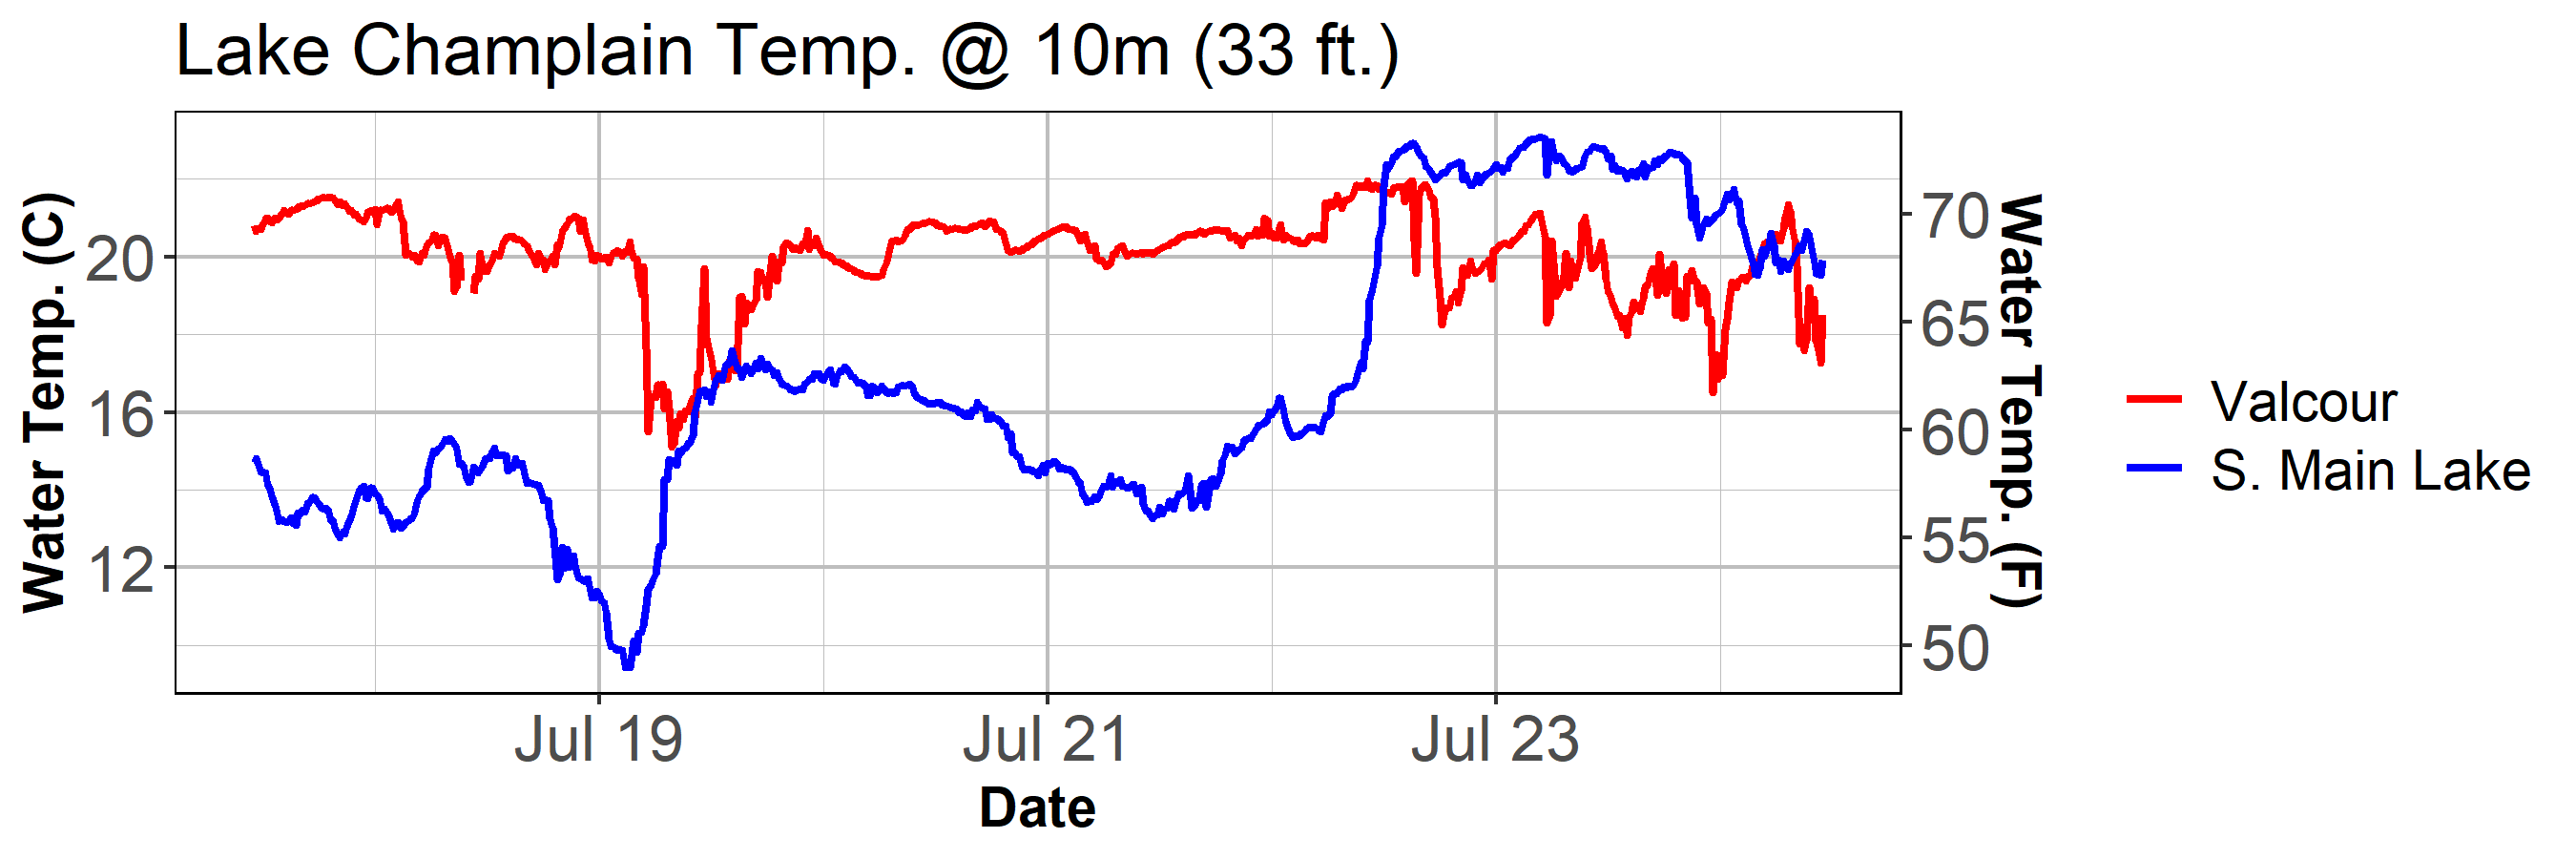 Lake Champlain Temp. @ 10m (33 ft.)
Water Temp. (C)
20
16
12
70
65
60
55
50
Water Temp. (F)
Jul 19
Jul 21
Jul 23
Date
Valcour
S. Main Lake